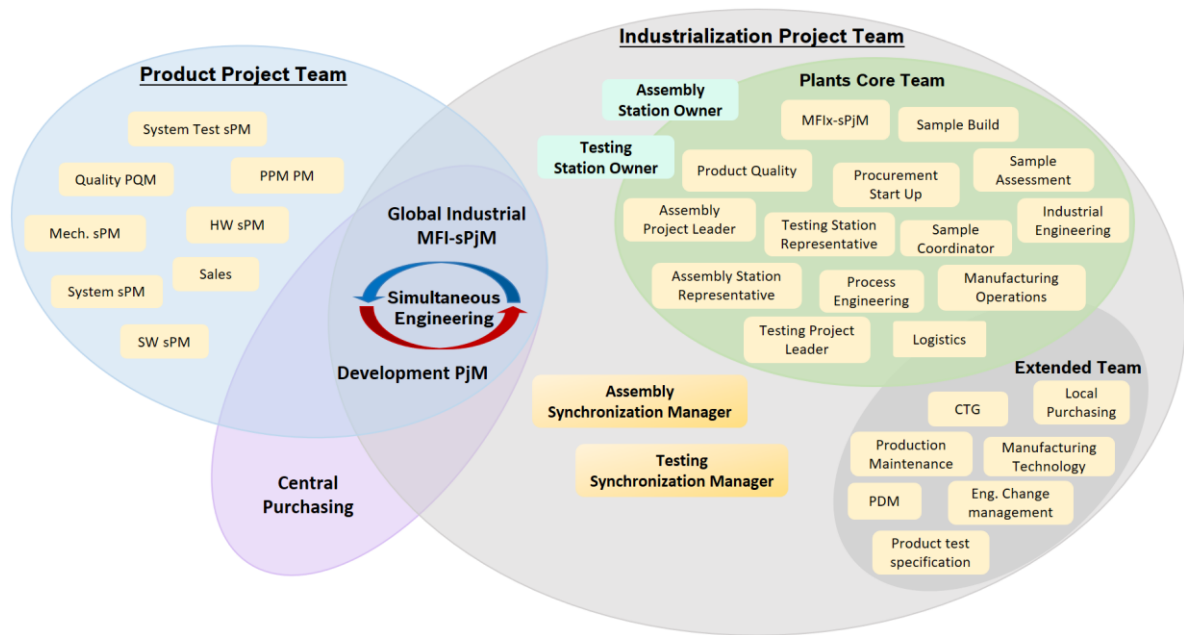 Product Project Team
System Test sPM
Quality PQM
PPM PM
Mech. sPM
HW sPM
System sPM
Sales
SW sPM
Global Industrial
MFI-sPjM
Simultaneous
Engineering
Development PjM
Central
Purchasing
Industrialization Project Team
Assembly
Station Owner
Testing
Station Owner
Plants Core Team
MFIx-sPjM
Sample Build
Product Quality
Procurement
Start Up
Sample
Assessment
Assembly
Project Leader
Testing Station
Representative
Sample
Coordinator
Industrial
Engineering
Assembly Station
Representative
Process
Engineering
Manufacturing
Operations
Testing Project
Leader
Logistics
Assembly
Synchronization Manager
Testing
Synchronization Manager
Extended Team
CTG
Local
Purchasing
Production
Maintenance
Manufacturing
Technology
PDM
Eng. Change
management
Product test
specification